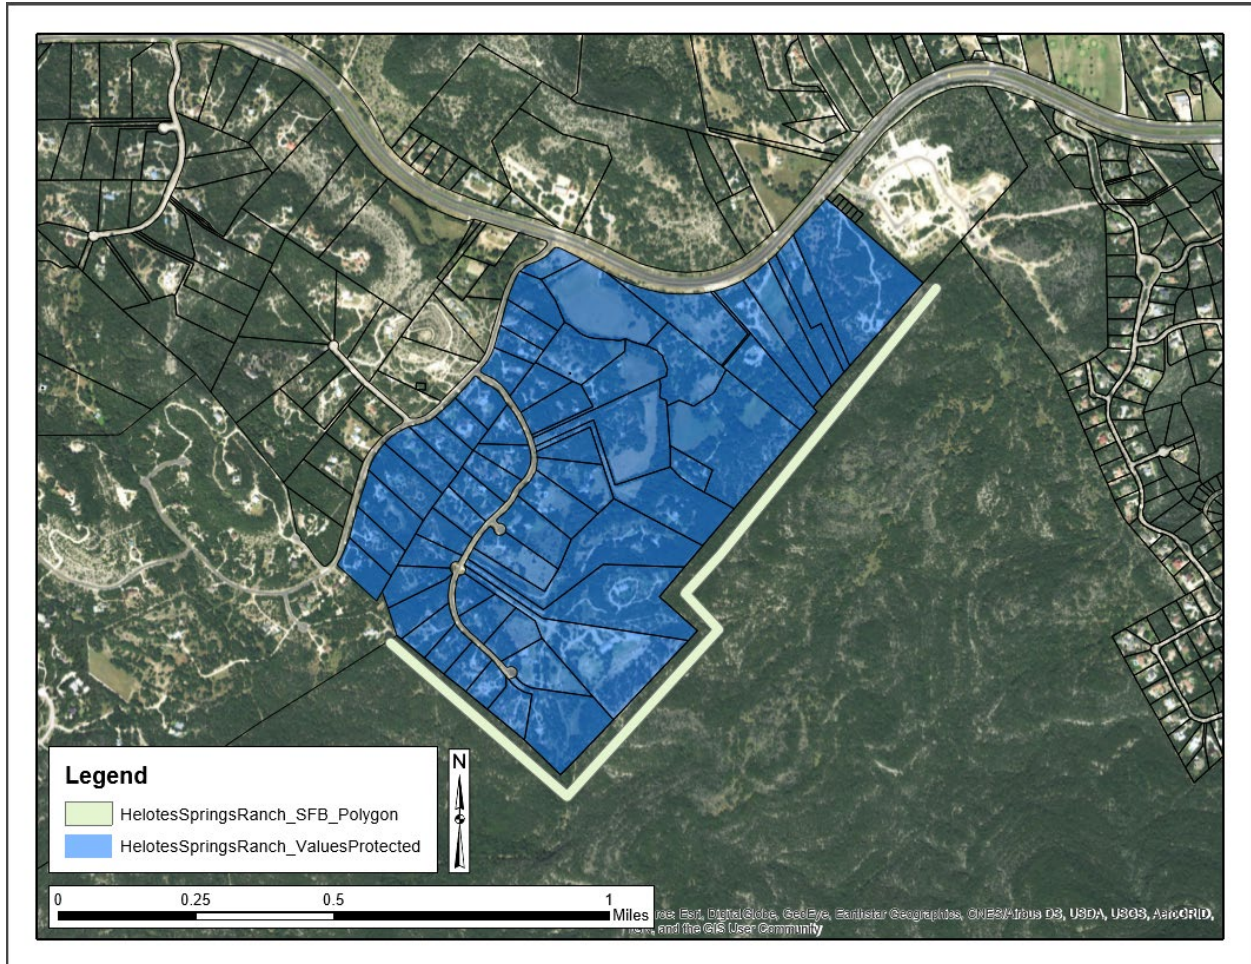 Legend
HelotesSpringsRanch_SFB_Polygon
HelotesSpringsRanch_ValuesProtected
N
0 0.25 0.5 1
Miles
Esri, DigitalGlobe, GeoEye, Earthstar Geographics, CNES/Airbus DS, USDA, USGS, AeroGRID,
and the GIS User Community